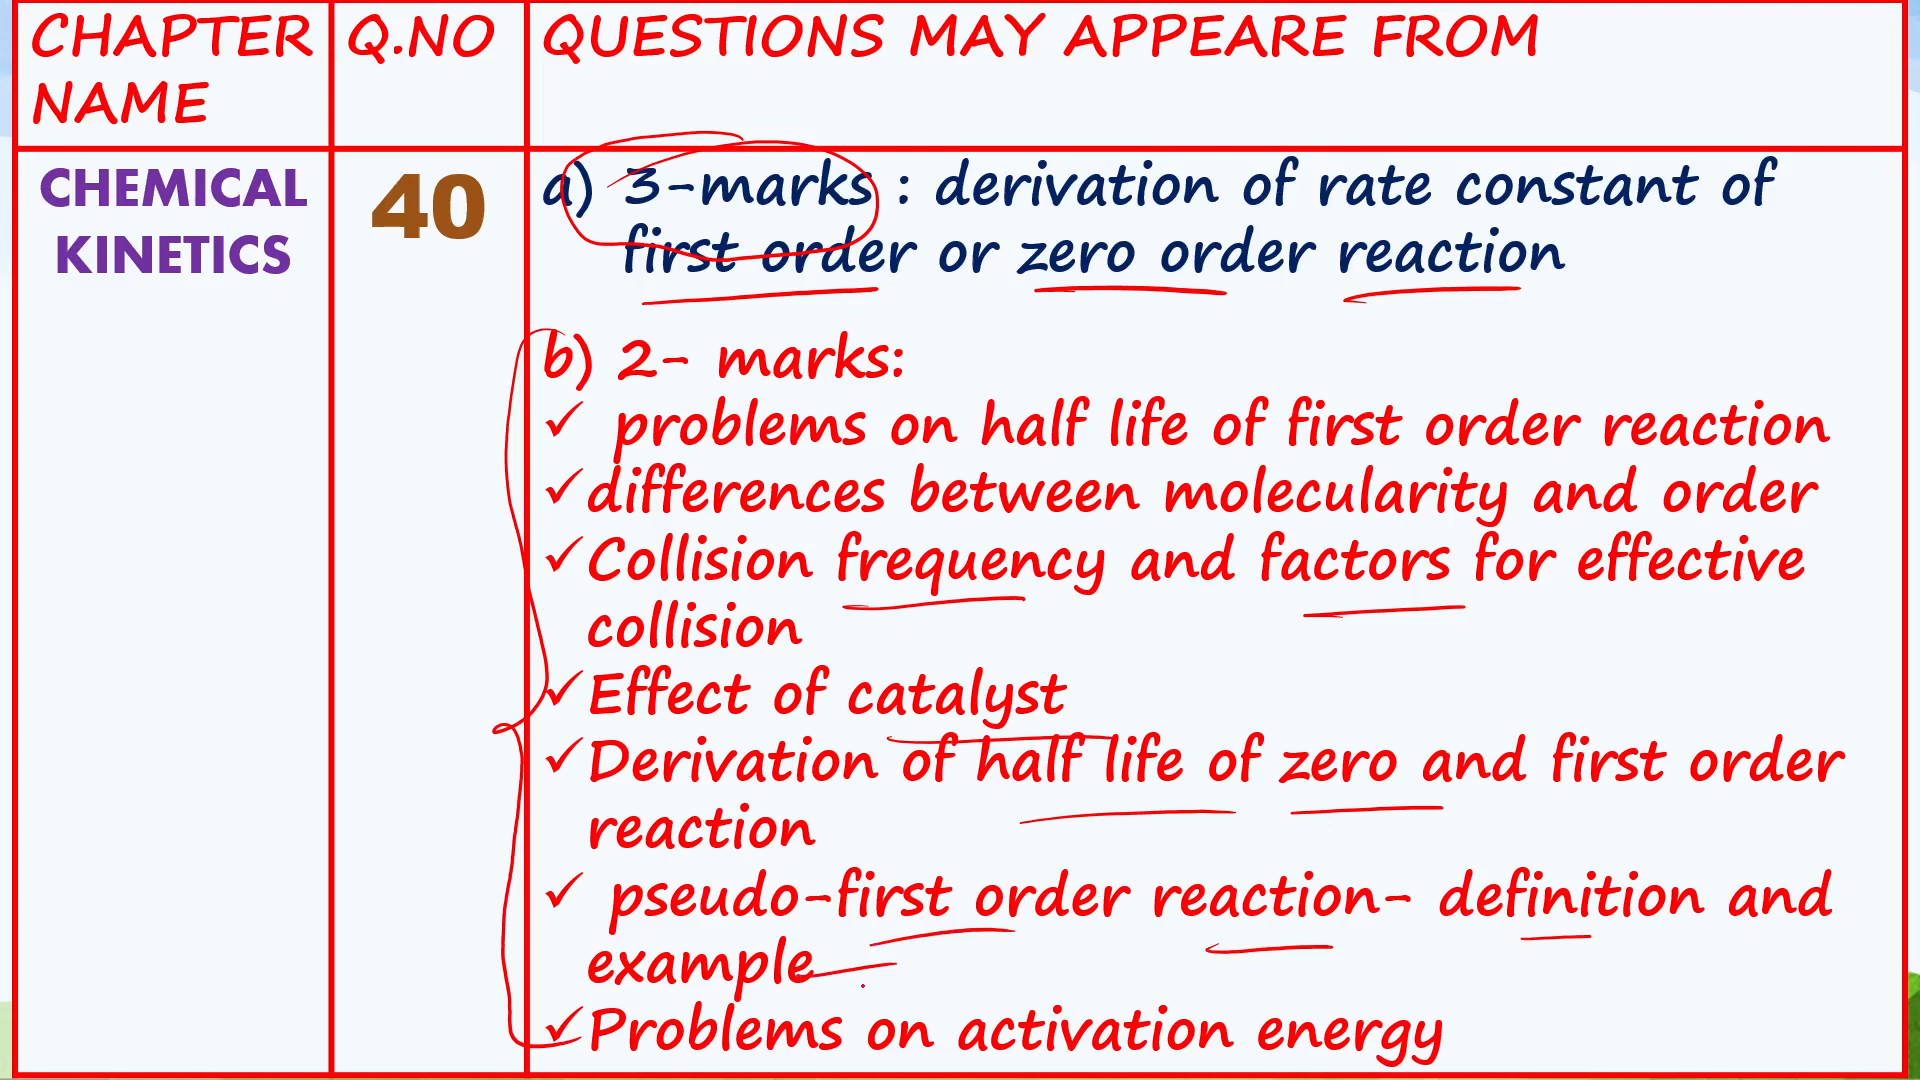 CHAPTER
NAME
Q.NO
QUESTIONS MAY APPEARE FROM
CHEMICAL
KINETICS
40
a) 3-marks : derivation of rate constant of
first order or zero order reaction
b) 2- marks:
✓ problems on half life of first order reaction
✓differences between molecularity and order
✓Collision frequency and factors for effective
collision
✓Effect of catalyst
✓Derivation of half life of zero and first order
reaction
✓ pseudo-first order reaction- definition and
example
✓Problems on activation energy